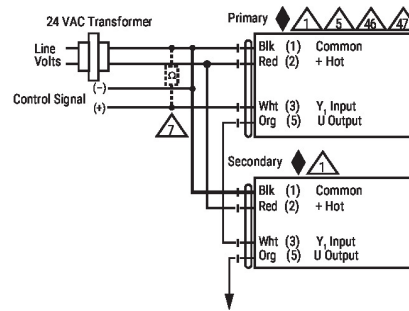 24 VAC Transformer
Primary 1 5 46 47
Line
Volts
Blk (1) Common
Red (2) + Hot
Ω
(–)
Control Signal
(+)
Wht (3) Y1 Input
Org (5) U Output
7
Secondary 1
Blk (1) Common
Red (2) + Hot
Wht (3) Y1 Input
Org (5) U Output